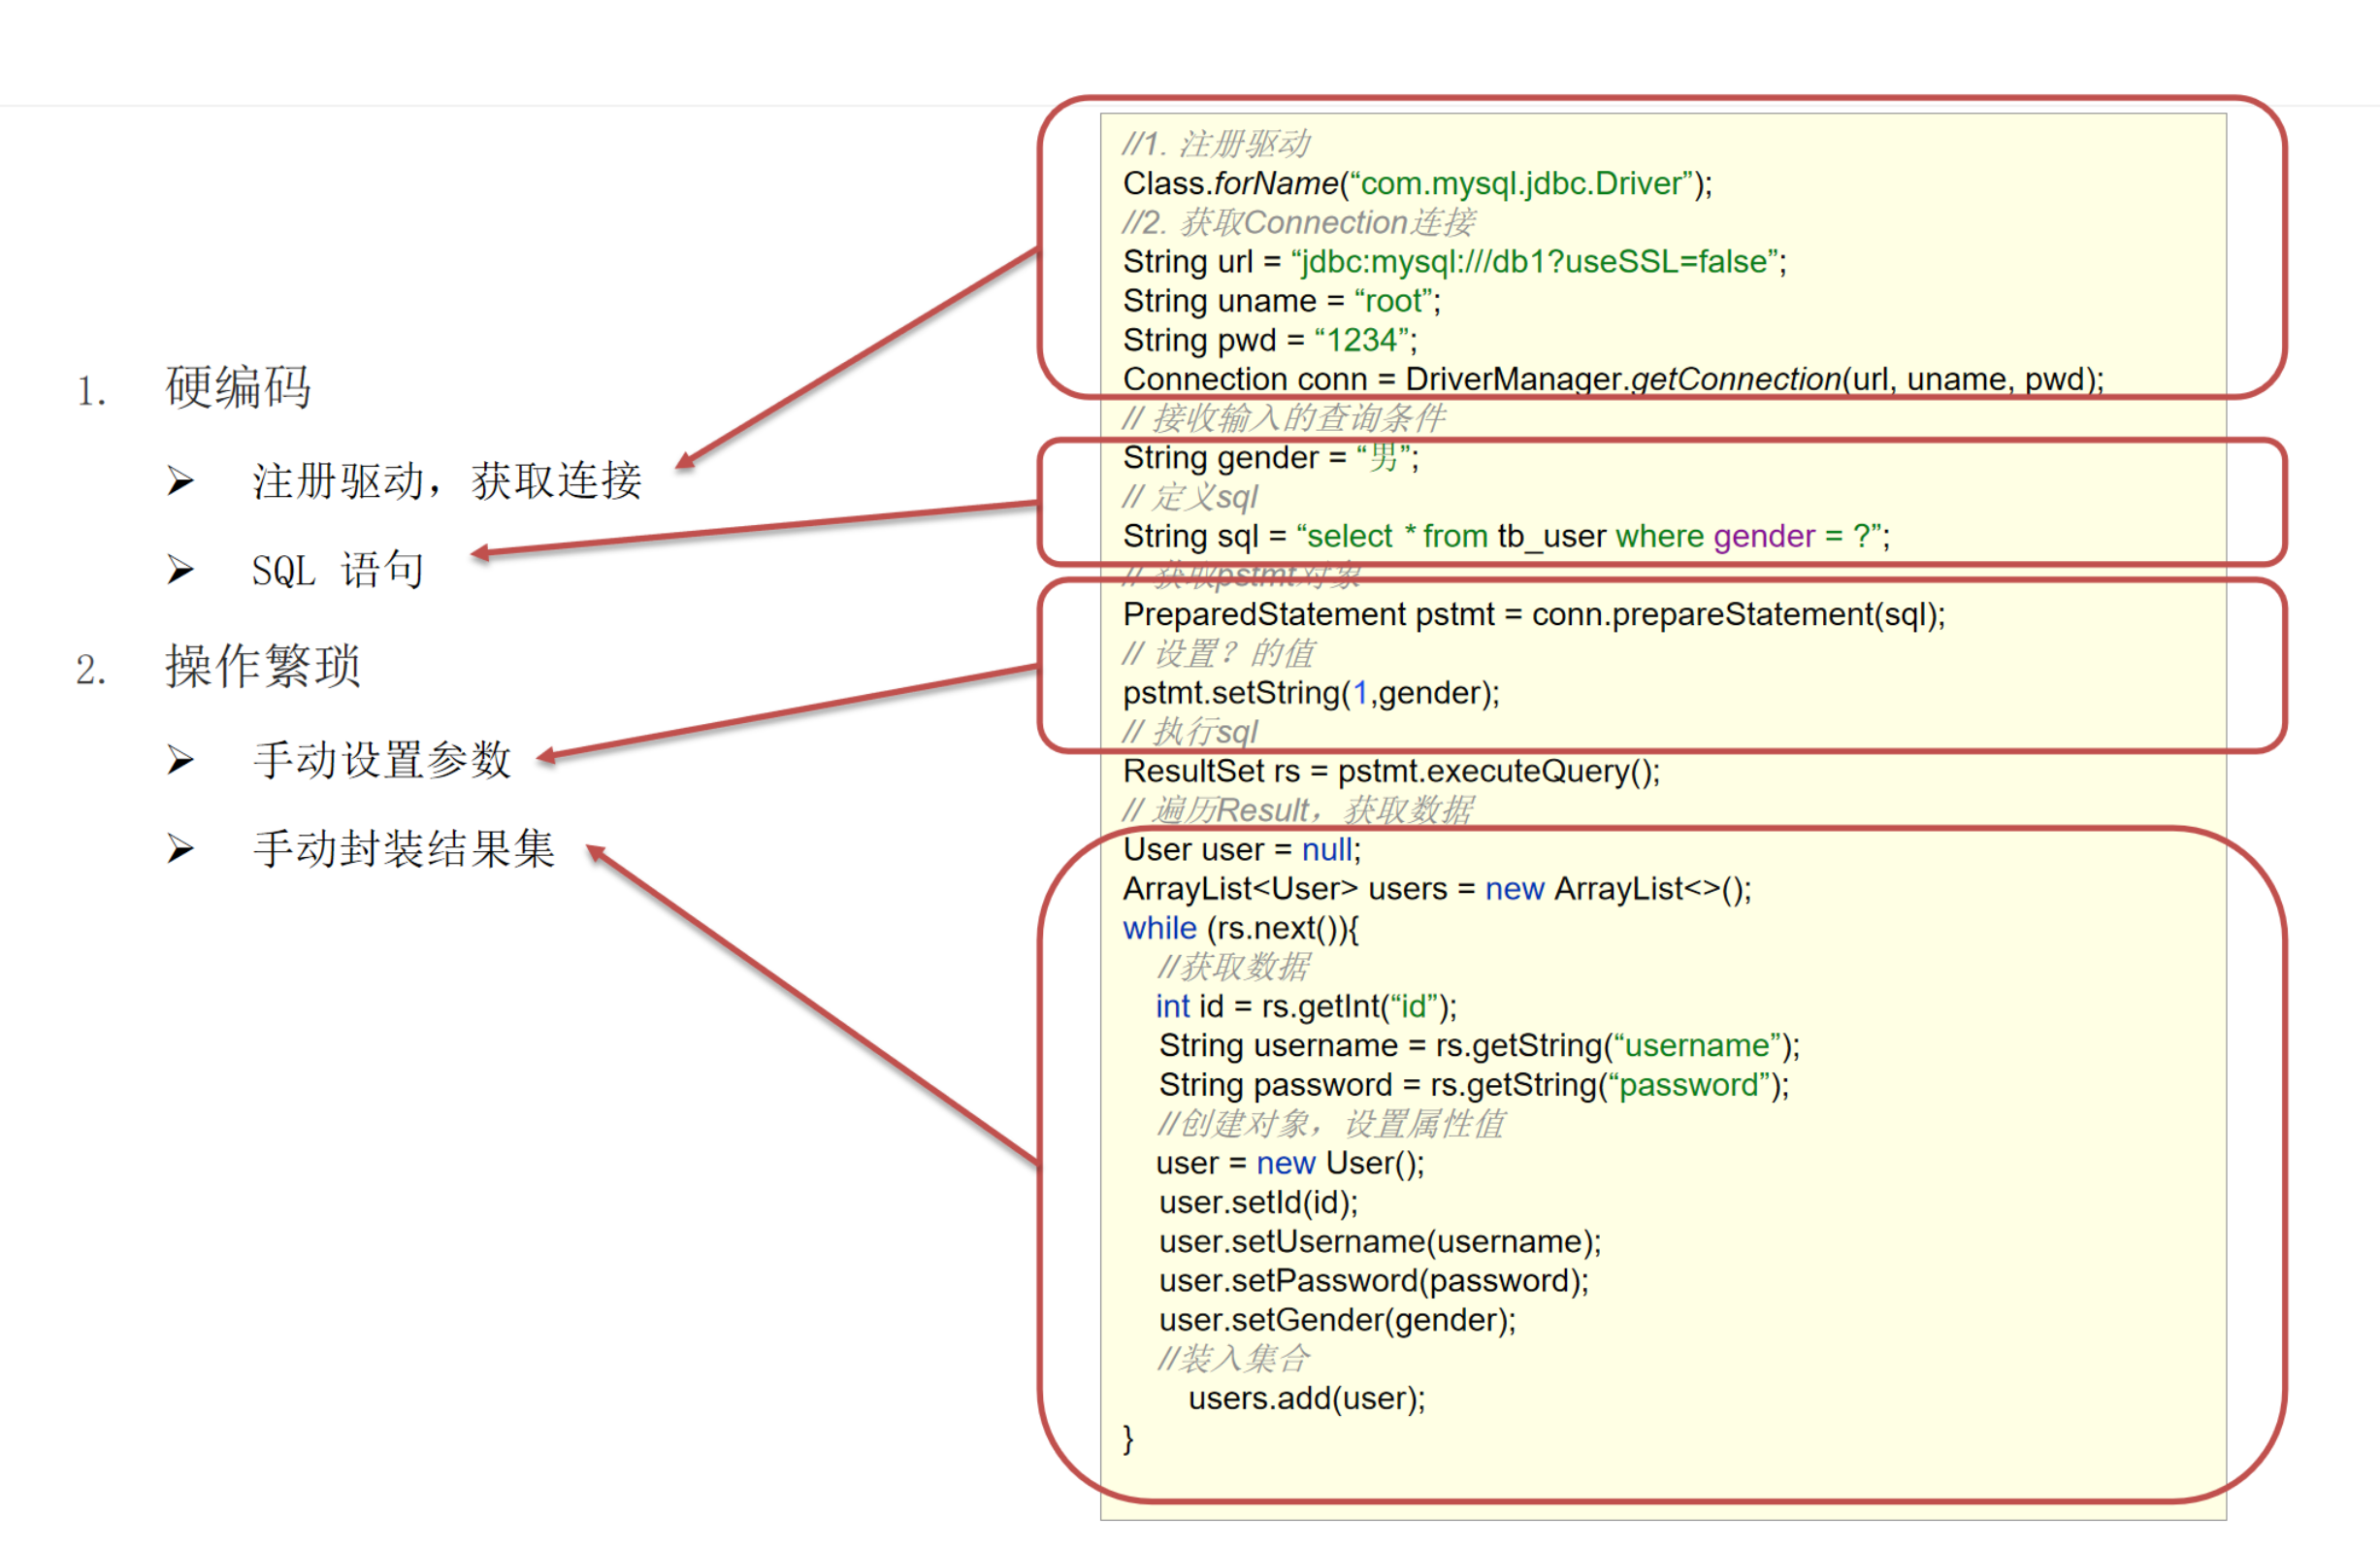 1. 硬编码
➢ 注册驱动，获取连接
➢ SQL 语句
2. 操作繁琐
➢ 手动设置参数
➢ 手动封装结果集
//1. 注册驱动
Class.forName(“com.mysql.jdbc.Driver”);
//2. 获取Connection连接
String url = “jdbc:mysql:///db1?useSSL=false”;
String uname = “root”;
String pwd = “1234”;
Connection conn = DriverManager.getConnection(url, uname, pwd);
// 接收输入的查询条件
String gender = “男”;
// 定义sql
String sql = “select * from tb_user where gender = ?”;
// 获取pstmt对象
PreparedStatement pstmt = conn.prepareStatement(sql);
// 设置？的值
pstmt.setString(1,gender);
// 执行sql
ResultSet rs = pstmt.executeQuery();
// 遍历Result，获取数据
User user = null;
ArrayList<User> users = new ArrayList<>();
while (rs.next()){
//获取数据
int id = rs.getInt(“id”);
String username = rs.getString(“username”);
String password = rs.getString(“password”);
//创建对象，设置属性值
user = new User();
user.setId(id);
user.setUsername(username);
user.setPassword(password);
user.setGender(gender);
//装入集合
users.add(user);
}